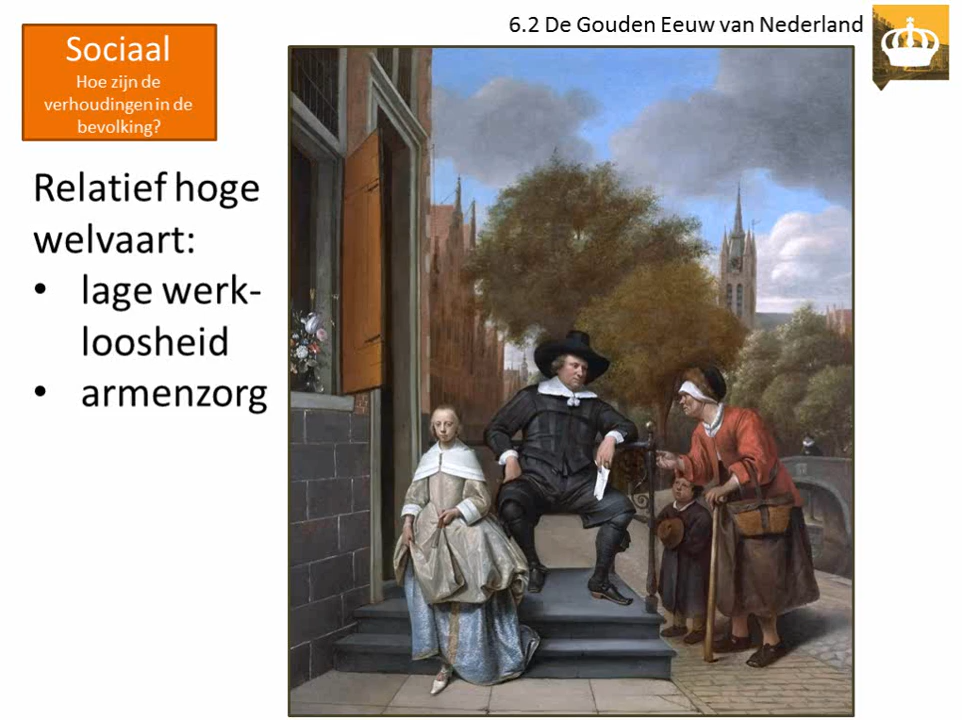 6.2 De Gouden Eeuw van Nederland
Sociaal
Hoe zijn de
verhoudingen in de
bevolking?
Relatief hoge
welvaart:
• lage werk-
loosheid
• armenzorg